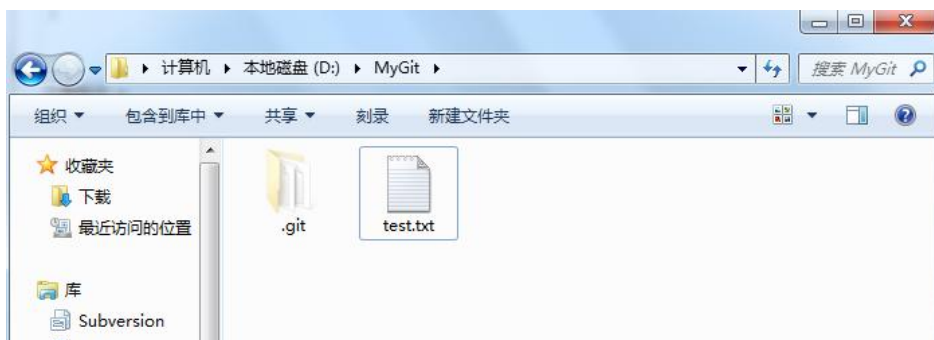 计算机 本地磁盘 (D:) MyGit
搜索 MyGit
组织 包含到库中 共享 刻录 新建文件夹
收藏夹
下载
最近访问的位置
库
Subversion
.git
test.txt